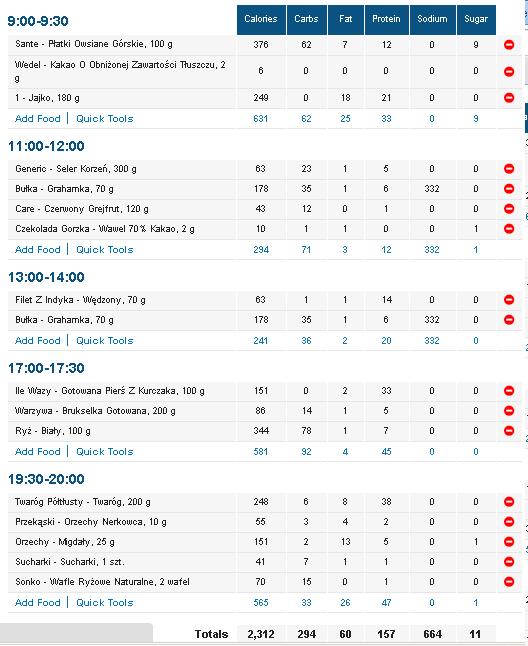 9:00-9:30 Calories Carbs Fat Protein Sodium Sugar
Sante - Płatki Owsiane Górskie, 100 g 376 62 7 12 0 9
Wedel - Kakao O Obniżonej Zawartości Tłuszczu, 2
g 6 0 0 0 0 0
1 - Jajko, 180 g 249 0 18 21 0 0
Add Food | Quick Tools 631 62 25 33 0 9
11:00-12:00
Generic - Seler Korzeń, 300 g 63 23 1 5 0 0
Bułka - Grahamka, 70 g 178 35 1 6 332 0
Care - Czerwony Grejfrut, 120 g 43 12 0 1 0 0
Czekolada Gorzka - Wawel 70% Kakao, 2 g 10 1 1 0 0 1
Add Food | Quick Tools 294 71 3 12 332 1
13:00-14:00
Filet Z Indyka - Wędzony, 70 g 63 1 1 14 0 0
Bułka - Grahamka, 70 g 178 35 1 6 332 0
Add Food | Quick Tools 241 36 2 20 332 0
17:00-17:30
Ile Wazy - Gotowana Pierś Z Kurczaka, 100 g 151 0 2 33 0 0
Warzywa - Brukselka Gotowana, 200 g 86 14 1 5 0 0
Ryż - Biały, 100 g 344 78 1 7 0 0
Add Food | Quick Tools 581 92 4 45 0 0
19:30-20:00
Twaróg Półtłusty - Twaróg, 200 g 248 6 8 38 0 0
Przekąski - Orzechy Nerkowca, 10 g 55 3 4 2 0 0
Orzechy - Migdały, 25 g 151 2 13 5 0 1
Sucharki - Sucharki, 1 szt. 41 7 1 1 0 0
Sonko - Wafle Ryżowe Naturalne, 2 wafel 70 15 0 1 0 0
Add Food | Quick Tools 565 33 26 47 0 1
Totals 2,312 294 60 157 664 11